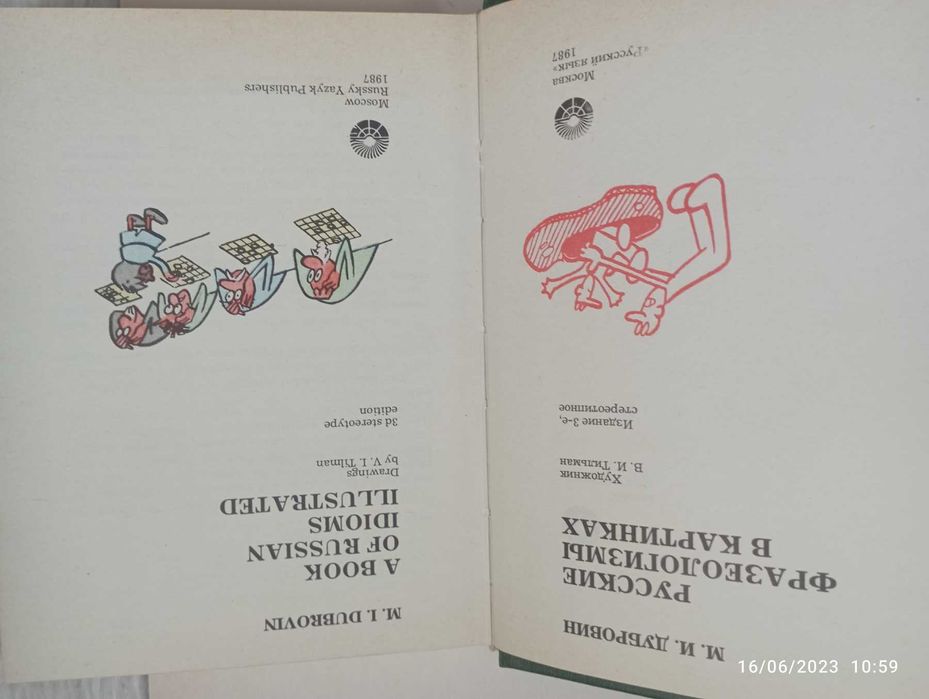 М. И. ДУБРОВИН
РУССКИЕ
ФРАЗЕОЛОГИЗМЫ
В КАРТИНКАХ
Художник
В. И. Тильман
Издание 3-е,
стереотипное
Москва
«Русский язык»
1987
M. I. DUBROVIN
A BOOK
OF RUSSIAN
IDIOMS
ILLUSTRATED
Drawings
by V. I. Tilman
3d stereotype
edition
Moscow
Russky Yazyk Publishers
1987
16/06/2023 10:59